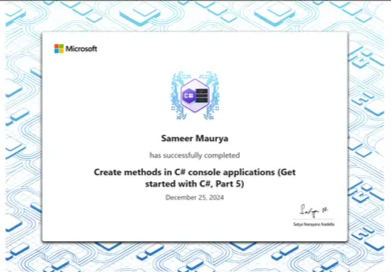 Microsoft
C#
Sameer Maurya
has successfully completed
Create methods in C# console applications (Get
started with C#, Part 5)
December 25, 2024
Satya Narayana Nadella